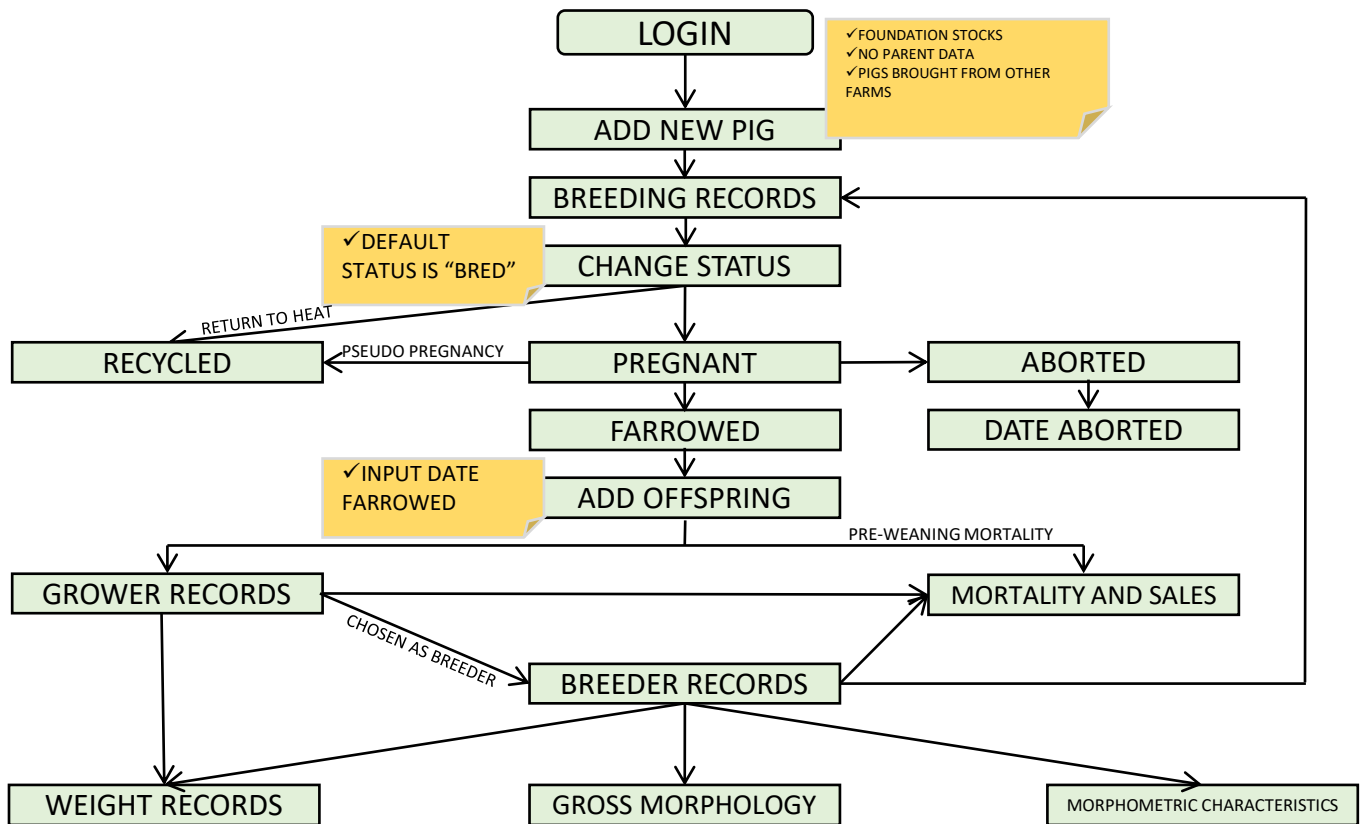 LOGIN
✓FOUNDATION STOCKS
✓NO PARENT DATA
✓PIGS BROUGHT FROM OTHER
FARMS
ADD NEW PIG
BREEDING RECORDS
✓DEFAULT
STATUS IS “BRED”
CHANGE STATUS
RETURN TO HEAT
RECYCLED
PSEUDO PREGNANCY
PREGNANT
ABORTED
FARROWED
DATE ABORTED
✓INPUT DATE
FARROWED
ADD OFFSPRING
PRE-WEANING MORTALITY
GROWER RECORDS
MORTALITY AND SALES
CHOSEN AS BREEDER
BREEDER RECORDS
WEIGHT RECORDS
GROSS MORPHOLOGY
MORPHOMETRIC CHARACTERISTICS